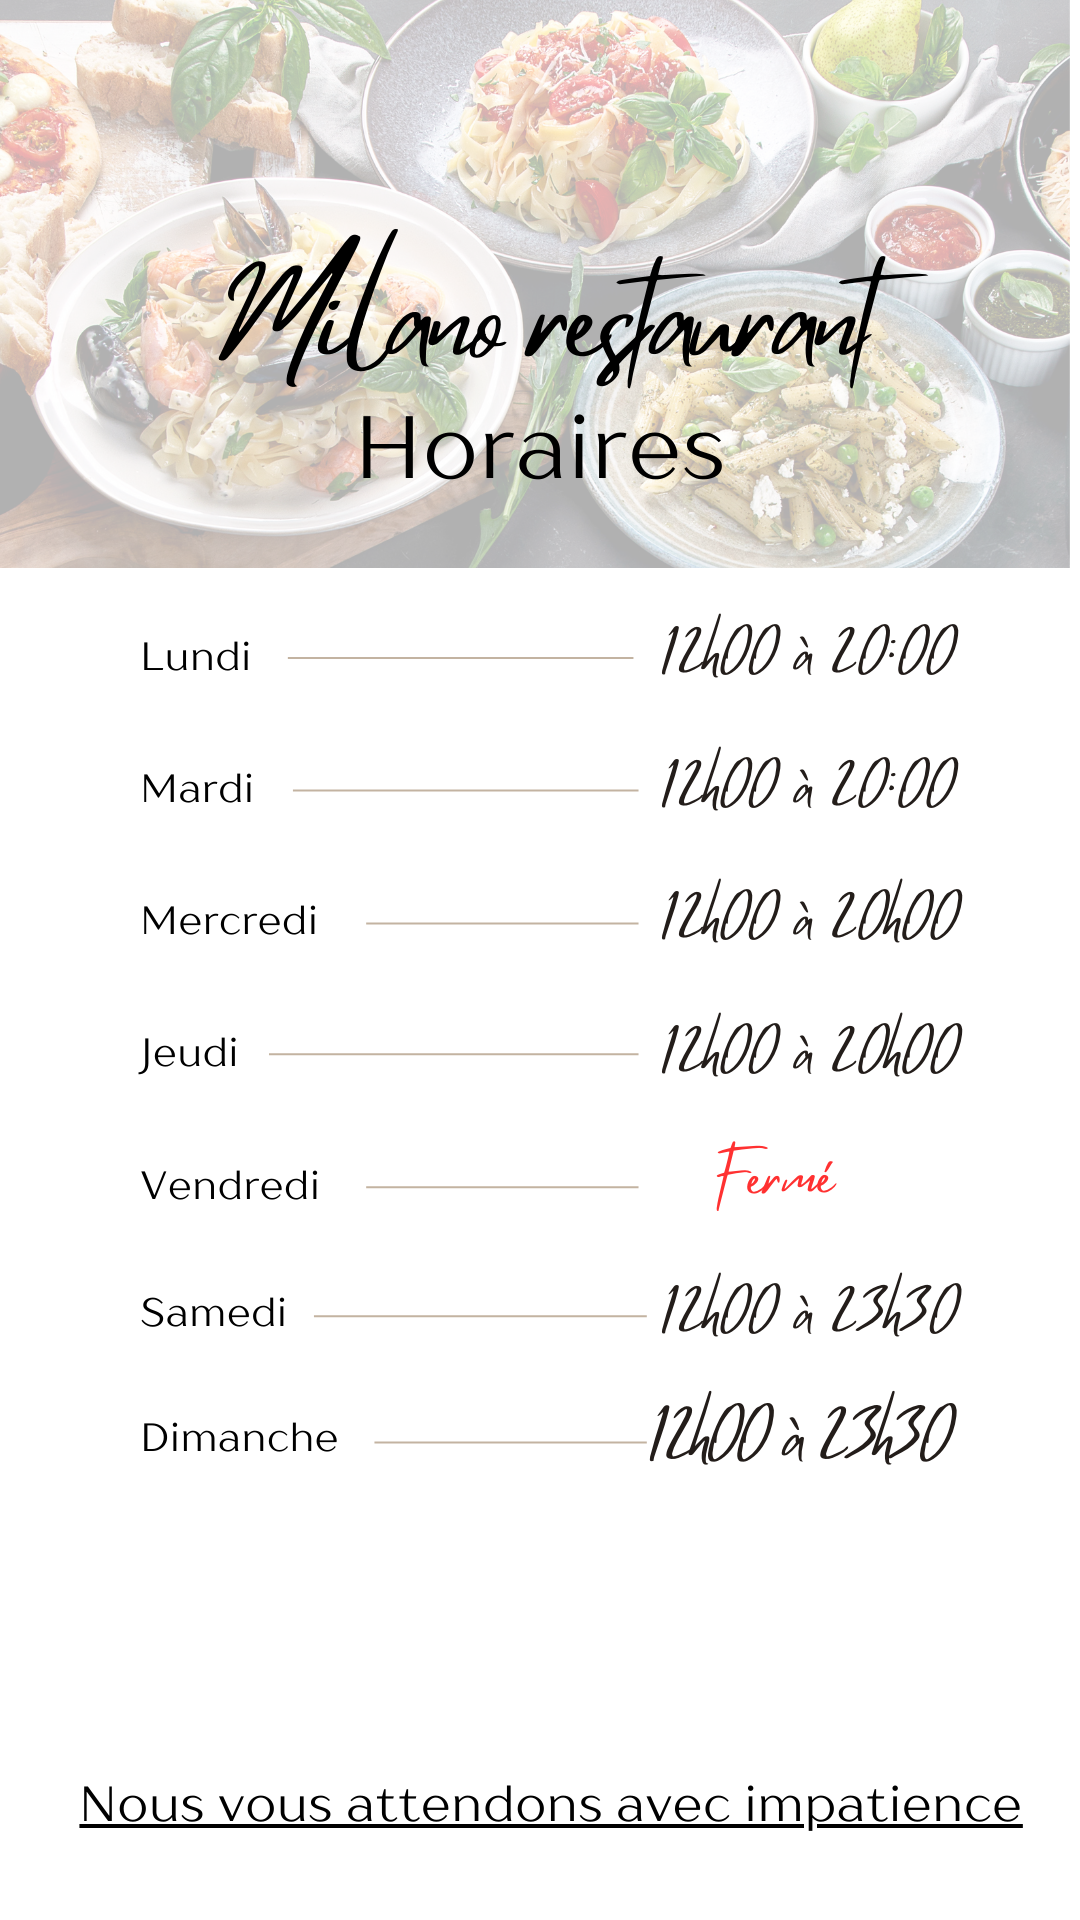 Milano restaurant
Horaires
Lundi 12h00 à 20:00
Mardi 12h00 à 20:00
Mercredi 12h00 à 20h00
Jeudi 12h00 à 20h00
Vendredi Fermé
Samedi 12h00 à 23h30
Dimanche 12h00 à 23h30
Nous vous attendons avec impatience